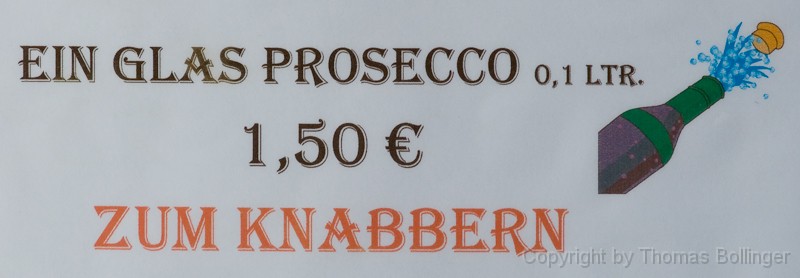 EIN GLAS PROSECCO 0,1 LTR.
1,50 €
ZUM KNABBERN
Copyright by Thomas Bollinger